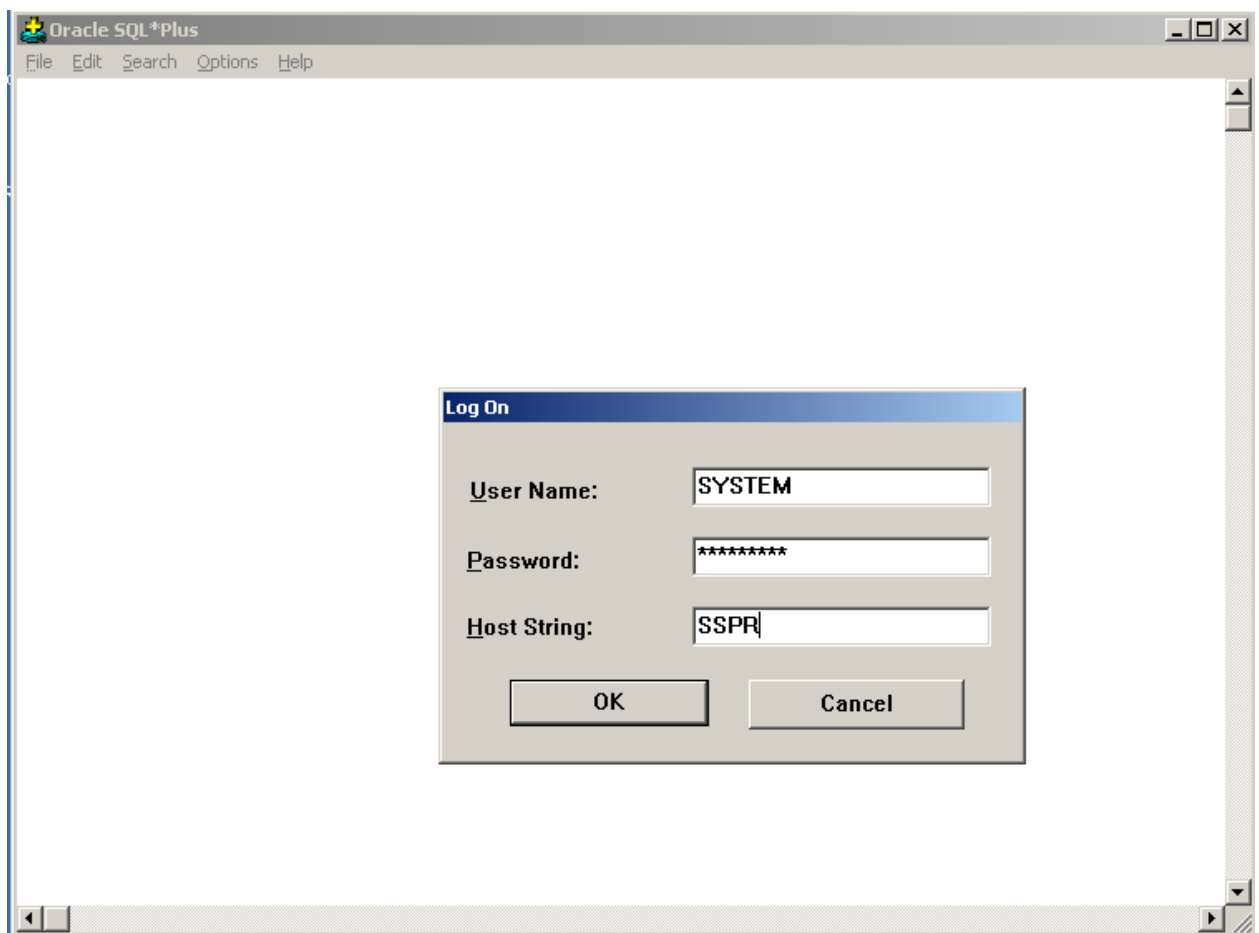 Oracle SQL*Plus
File Edit Search Options Help
Log On
User Name: SYSTEM
Password: *********
Host String: SSPR
OK Cancel